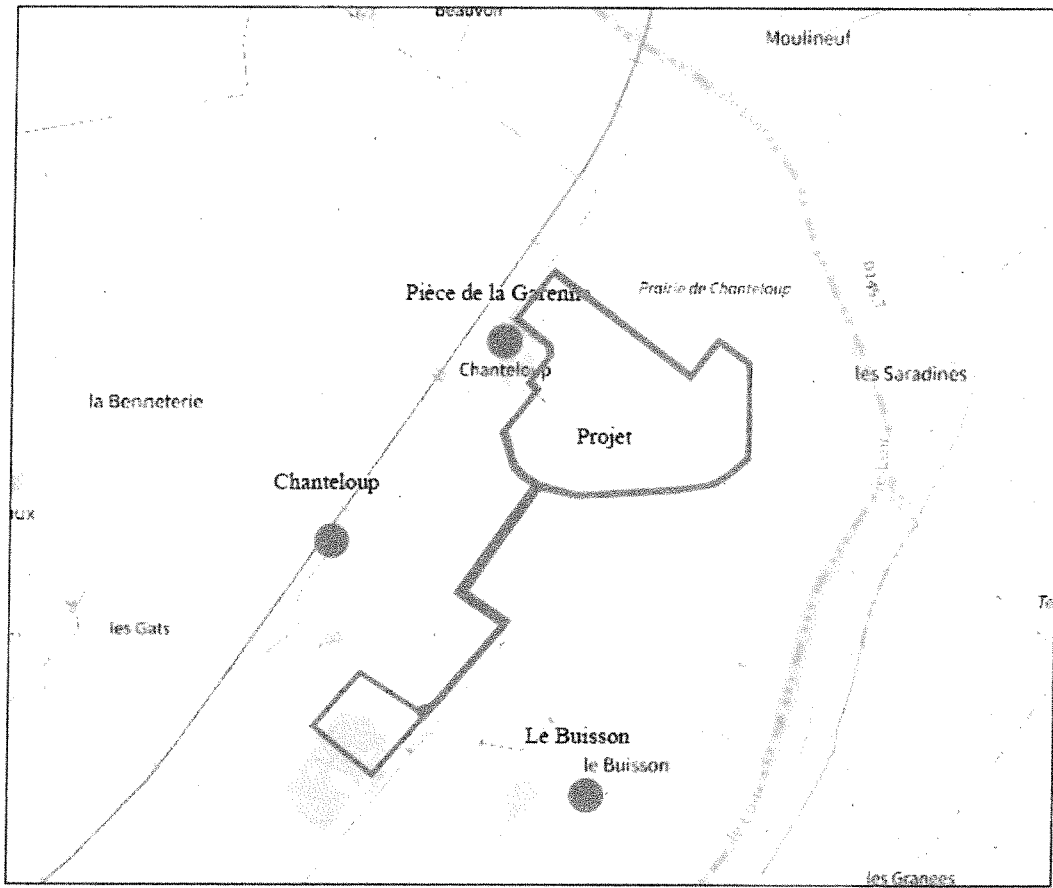 Beauvoir
Moulineuf
Pièce de la Garenne
Prairie de Chanteloup
Chanteloup
les Saradines
la Benneterie
Projet
Chanteloup
les Gats
Le Buisson
le Buisson
les Granges